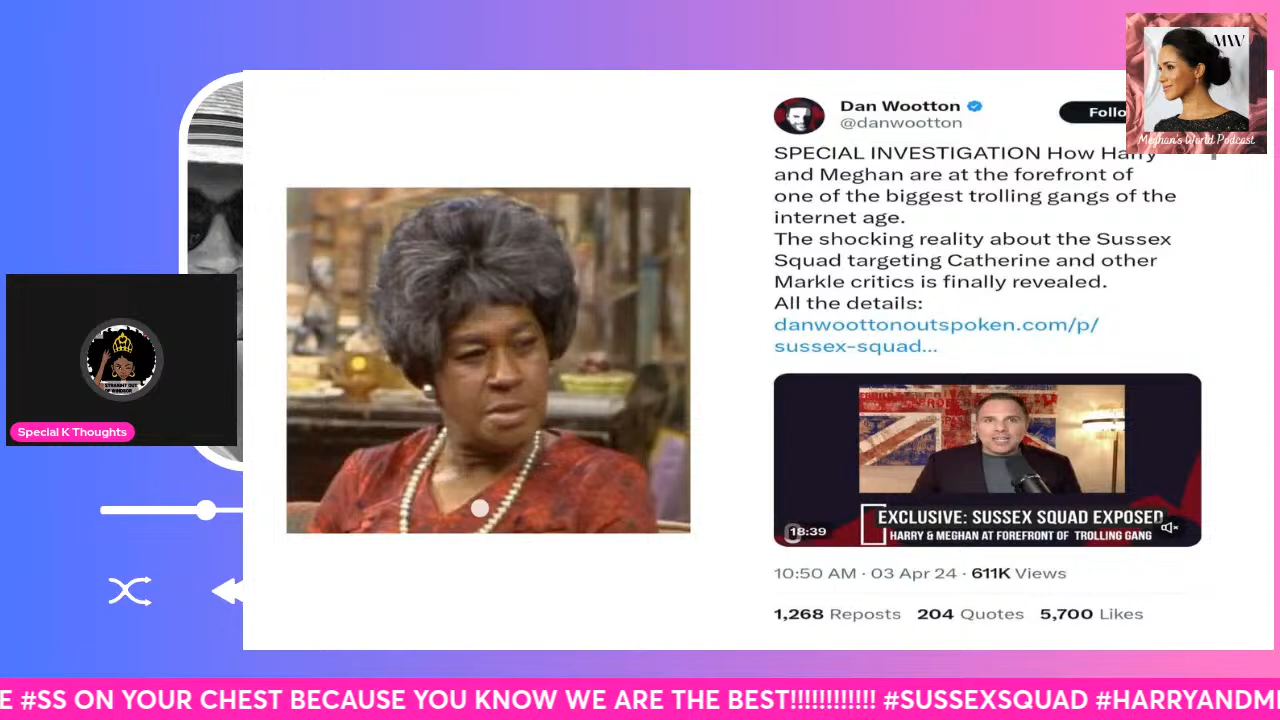 MW
Meghan's World Podcast
Dan Wootton
@danwootton
Follo
SPECIAL INVESTIGATION How Harry
and Meghan are at the forefront of
one of the biggest trolling gangs of the
internet age.
The shocking reality about the Sussex
Squad targeting Catherine and other
Markle critics is finally revealed.
All the details:
danwoottonoutspoken.com/p/
sussex-squad...
EXCLUSIVE: SUSSEX SQUAD EXPOSED
18:39
HARRY & MEGHAN AT FOREFRONT OF TROLLING GANG
10:50 AM · 03 Apr 24 · 611K Views
1,268 Reposts 204 Quotes 5,700 Likes
STRAIGHT OUT
OF WINDSOR
Special K Thoughts
E #SS ON YOUR CHEST BECAUSE YOU KNOW WE ARE THE BEST!!!!!!!!!!!! #SUSSEXSQUAD #HARRYANDM